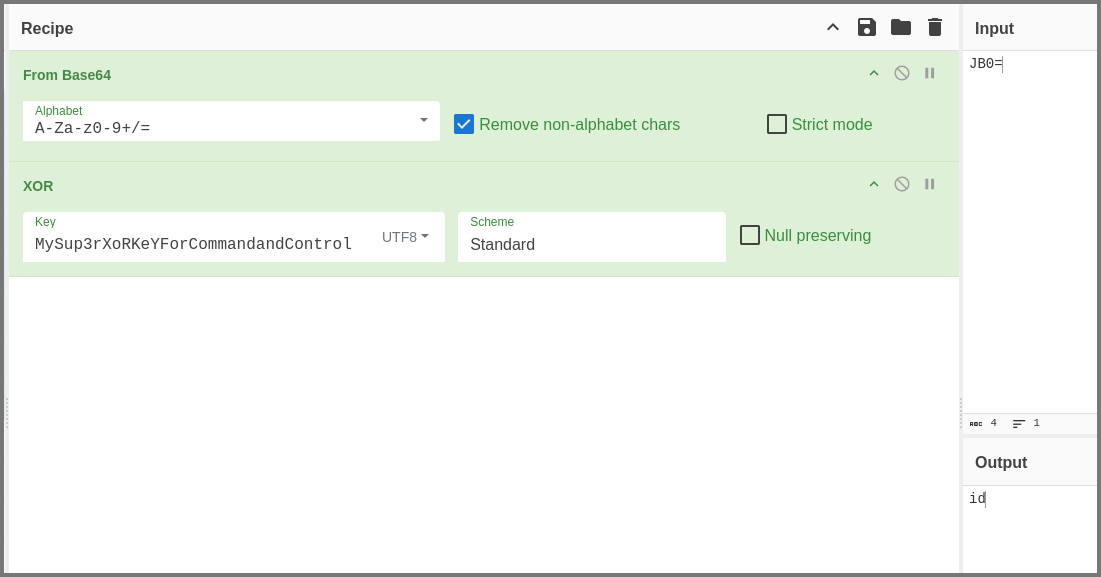 Recipe
From Base64
Alphabet
A-Za-z0-9+/=
Remove non-alphabet chars
Strict mode
XOR
Key
MySup3rXoRKeYForCommandandControl
UTF8
Scheme
Standard
Null preserving
Input
JB0=
ABC 4 1
Output
id